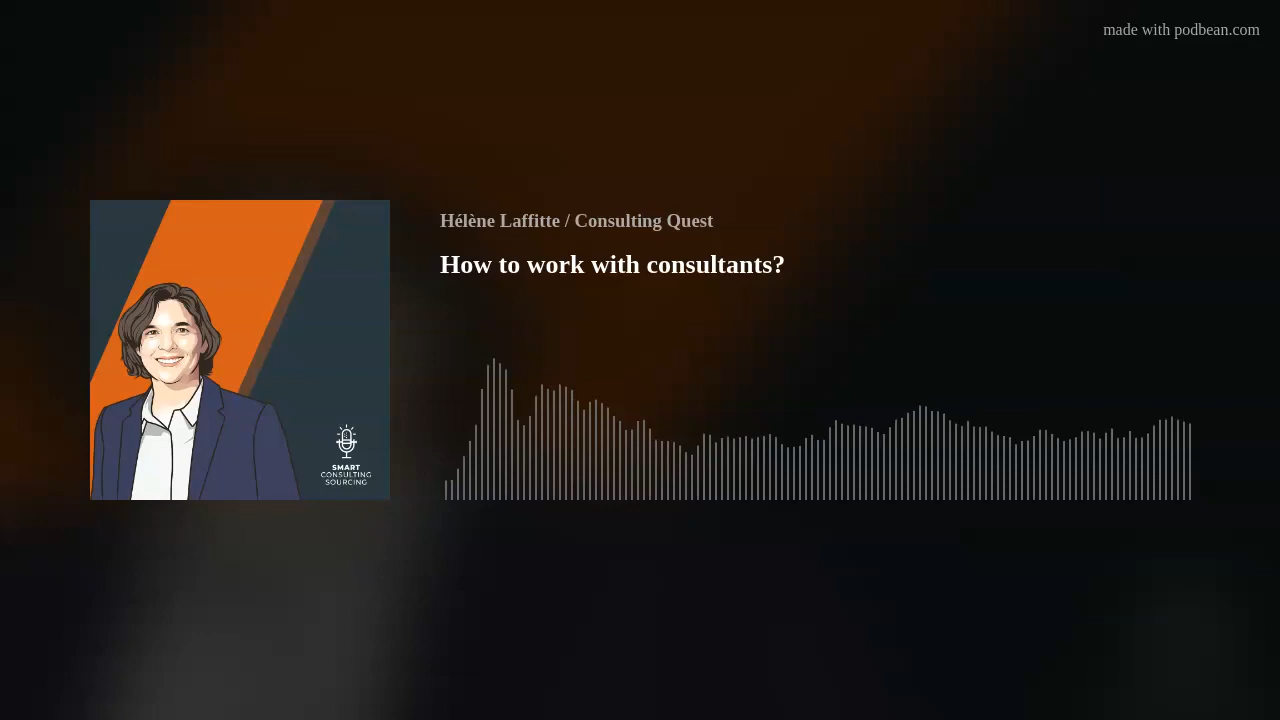 made with podbean.com
Hélène Laffitte / Consulting Quest
How to work with consultants?
SMART
CONSULTING
SOURCING